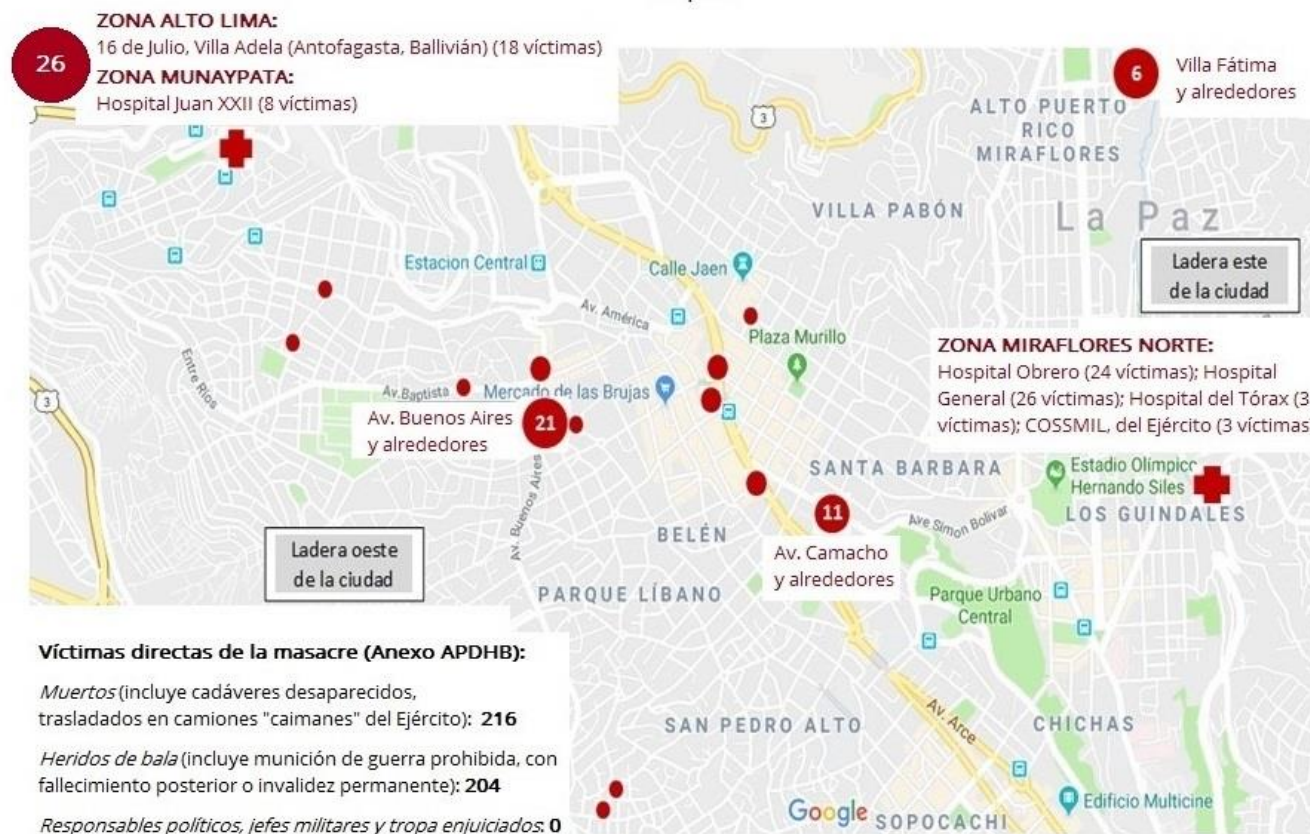 ZONA ALTO LIMA:
16 de Julio, Villa Adela (Antofagasta, Ballivián) (18 víctimas)
26
ZONA MUNAYPATA:
Hospital Juan XXII (8 víctimas)
6
Villa Fátima
y alrededores
ALTO PUERTO
RICO
MIRAFLORES
3
VILLA PABÓN
La Paz
Ladera este
de la ciudad
Estacion Central
Calle Jaen
Av. América
Plaza Murillo
ZONA MIRAFLORES NORTE:
Hospital Obrero (24 víctimas); Hospital
General (26 víctimas); Hospital del Tórax (3
víctimas); COSSMIL, del Ejército (3 víctimas
Entre Ríos
3
Av.Baptista
Mercado de las Brujas
Av. Buenos Aires
y alrededores
21
Av. Buenos Aires
SANTA BARBARA
Estadio Olímpico
Hernando Siles
LOS GUINDALES
11
Ave Simon Bolivar
BELÉN
Av. Camacho
y alrededores
Ladera oeste
de la ciudad
PARQUE LÍBANO
Parque Urbano
Central
Víctimas directas de la masacre (Anexo APDHB):
Muertos (incluye cadáveres desaparecidos,
trasladados en camiones "caimanes" del Ejército): 216
Heridos de bala (incluye munición de guerra prohibida, con
fallecimiento posterior o invalidez permanente): 204
Responsables políticos, jefes militares y tropa enjuiciados: 0
SAN PEDRO ALTO
Av. Arce
CHICHAS
Google
SOPOCACHI
Edificio Multicine